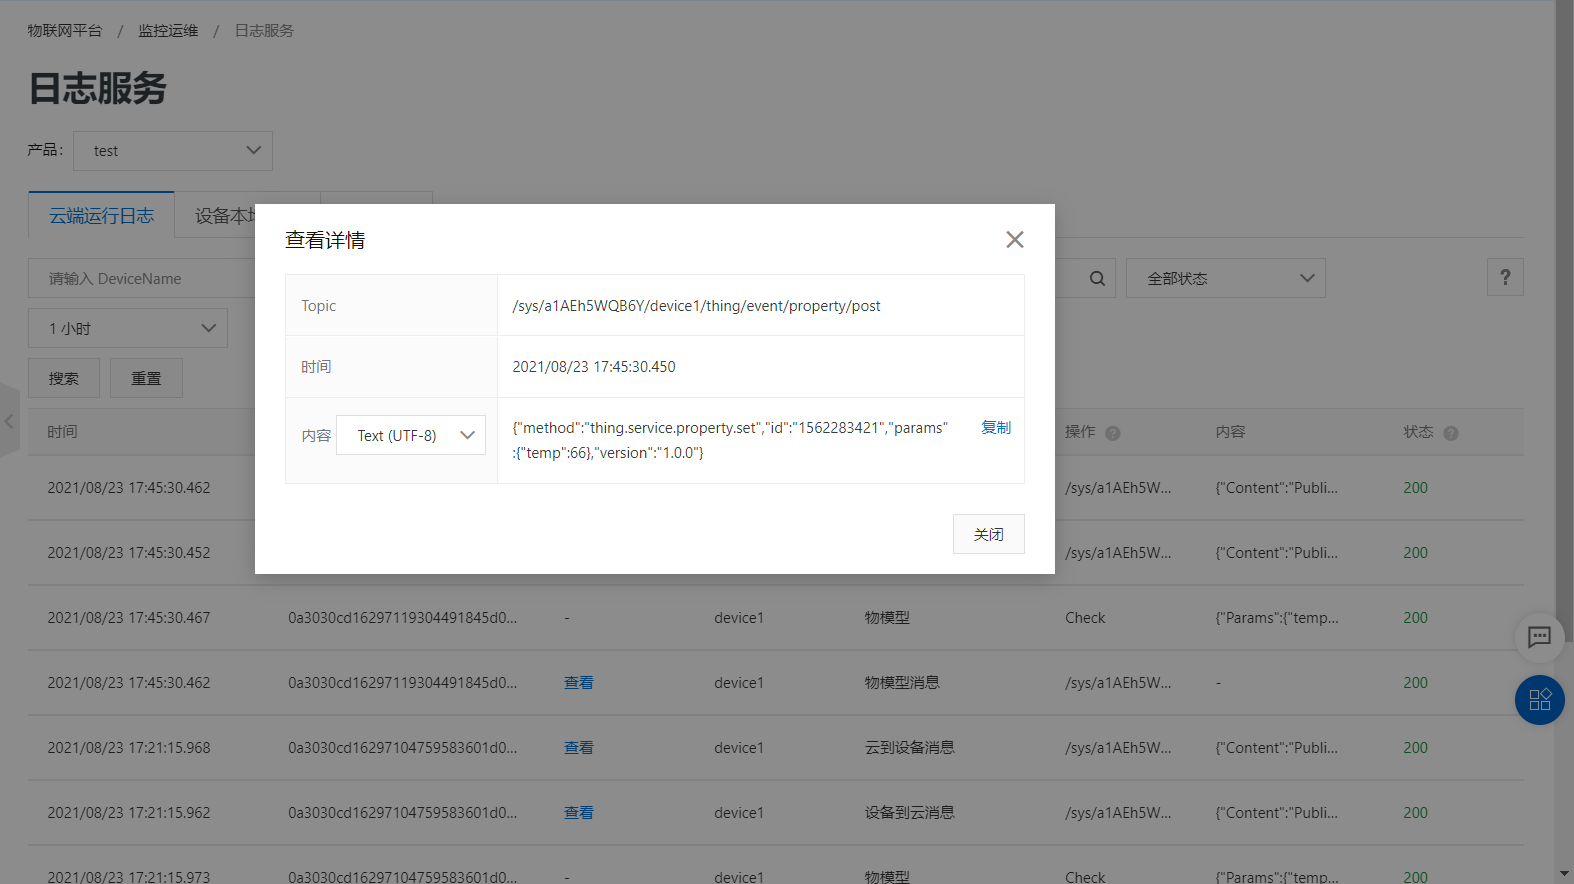 物联网平台 / 监控运维 / 日志服务
日志服务
产品: test
云端运行日志 设备本
请输入 DeviceName 全部状态 ?
1 小时
搜索 重置
查看详情
Topic /sys/a1AEh5WQB6Y/device1/thing/event/property/post
时间 2021/08/23 17:45:30.450
内容 Text (UTF-8) {"method":"thing.service.property.set","id":"1562283421","params" 复制
:{"temp":66},"version":"1.0.0"}
关闭
时间 操作 ? 内容 状态 ?
2021/08/23 17:45:30.462 /sys/a1AEh5W... {"Content":"Publi... 200
2021/08/23 17:45:30.452 /sys/a1AEh5W... {"Content":"Publi... 200
2021/08/23 17:45:30.467 0a3030cd16297119304491845d0... - device1 物模型 Check {"Params":{"temp... 200
2021/08/23 17:45:30.462 0a3030cd16297119304491845d0... 查看 device1 物模型消息 /sys/a1AEh5W... - 200
2021/08/23 17:21:15.968 0a3030cd16297104759583601d0... 查看 device1 云到设备消息 /sys/a1AEh5W... {"Content":"Publi... 200
2021/08/23 17:21:15.962 0a3030cd16297104759583601d0... 查看 device1 设备到云消息 /sys/a1AEh5W... {"Content":"Publi... 200
2021/08/23 17:21:15.973 0a3030cd16297104759583601d0... - device1 物模型 Check {"Params":{"temp... 200